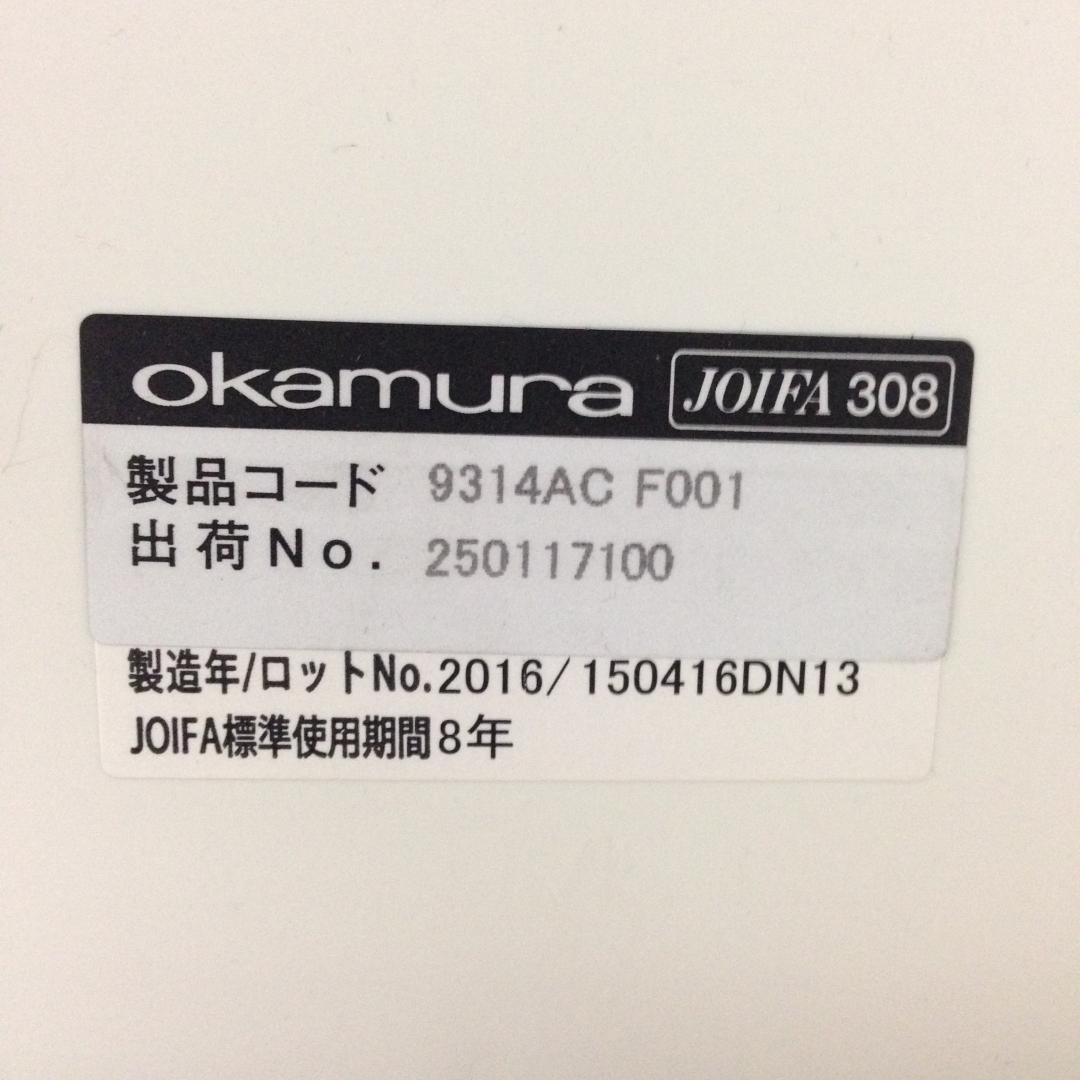 okamura JOIFA 308
製品コード 9314AC F001
出荷No. 250117100
製造年/ロットNo.2016/150416DN13
JOIFA標準使用期間8年